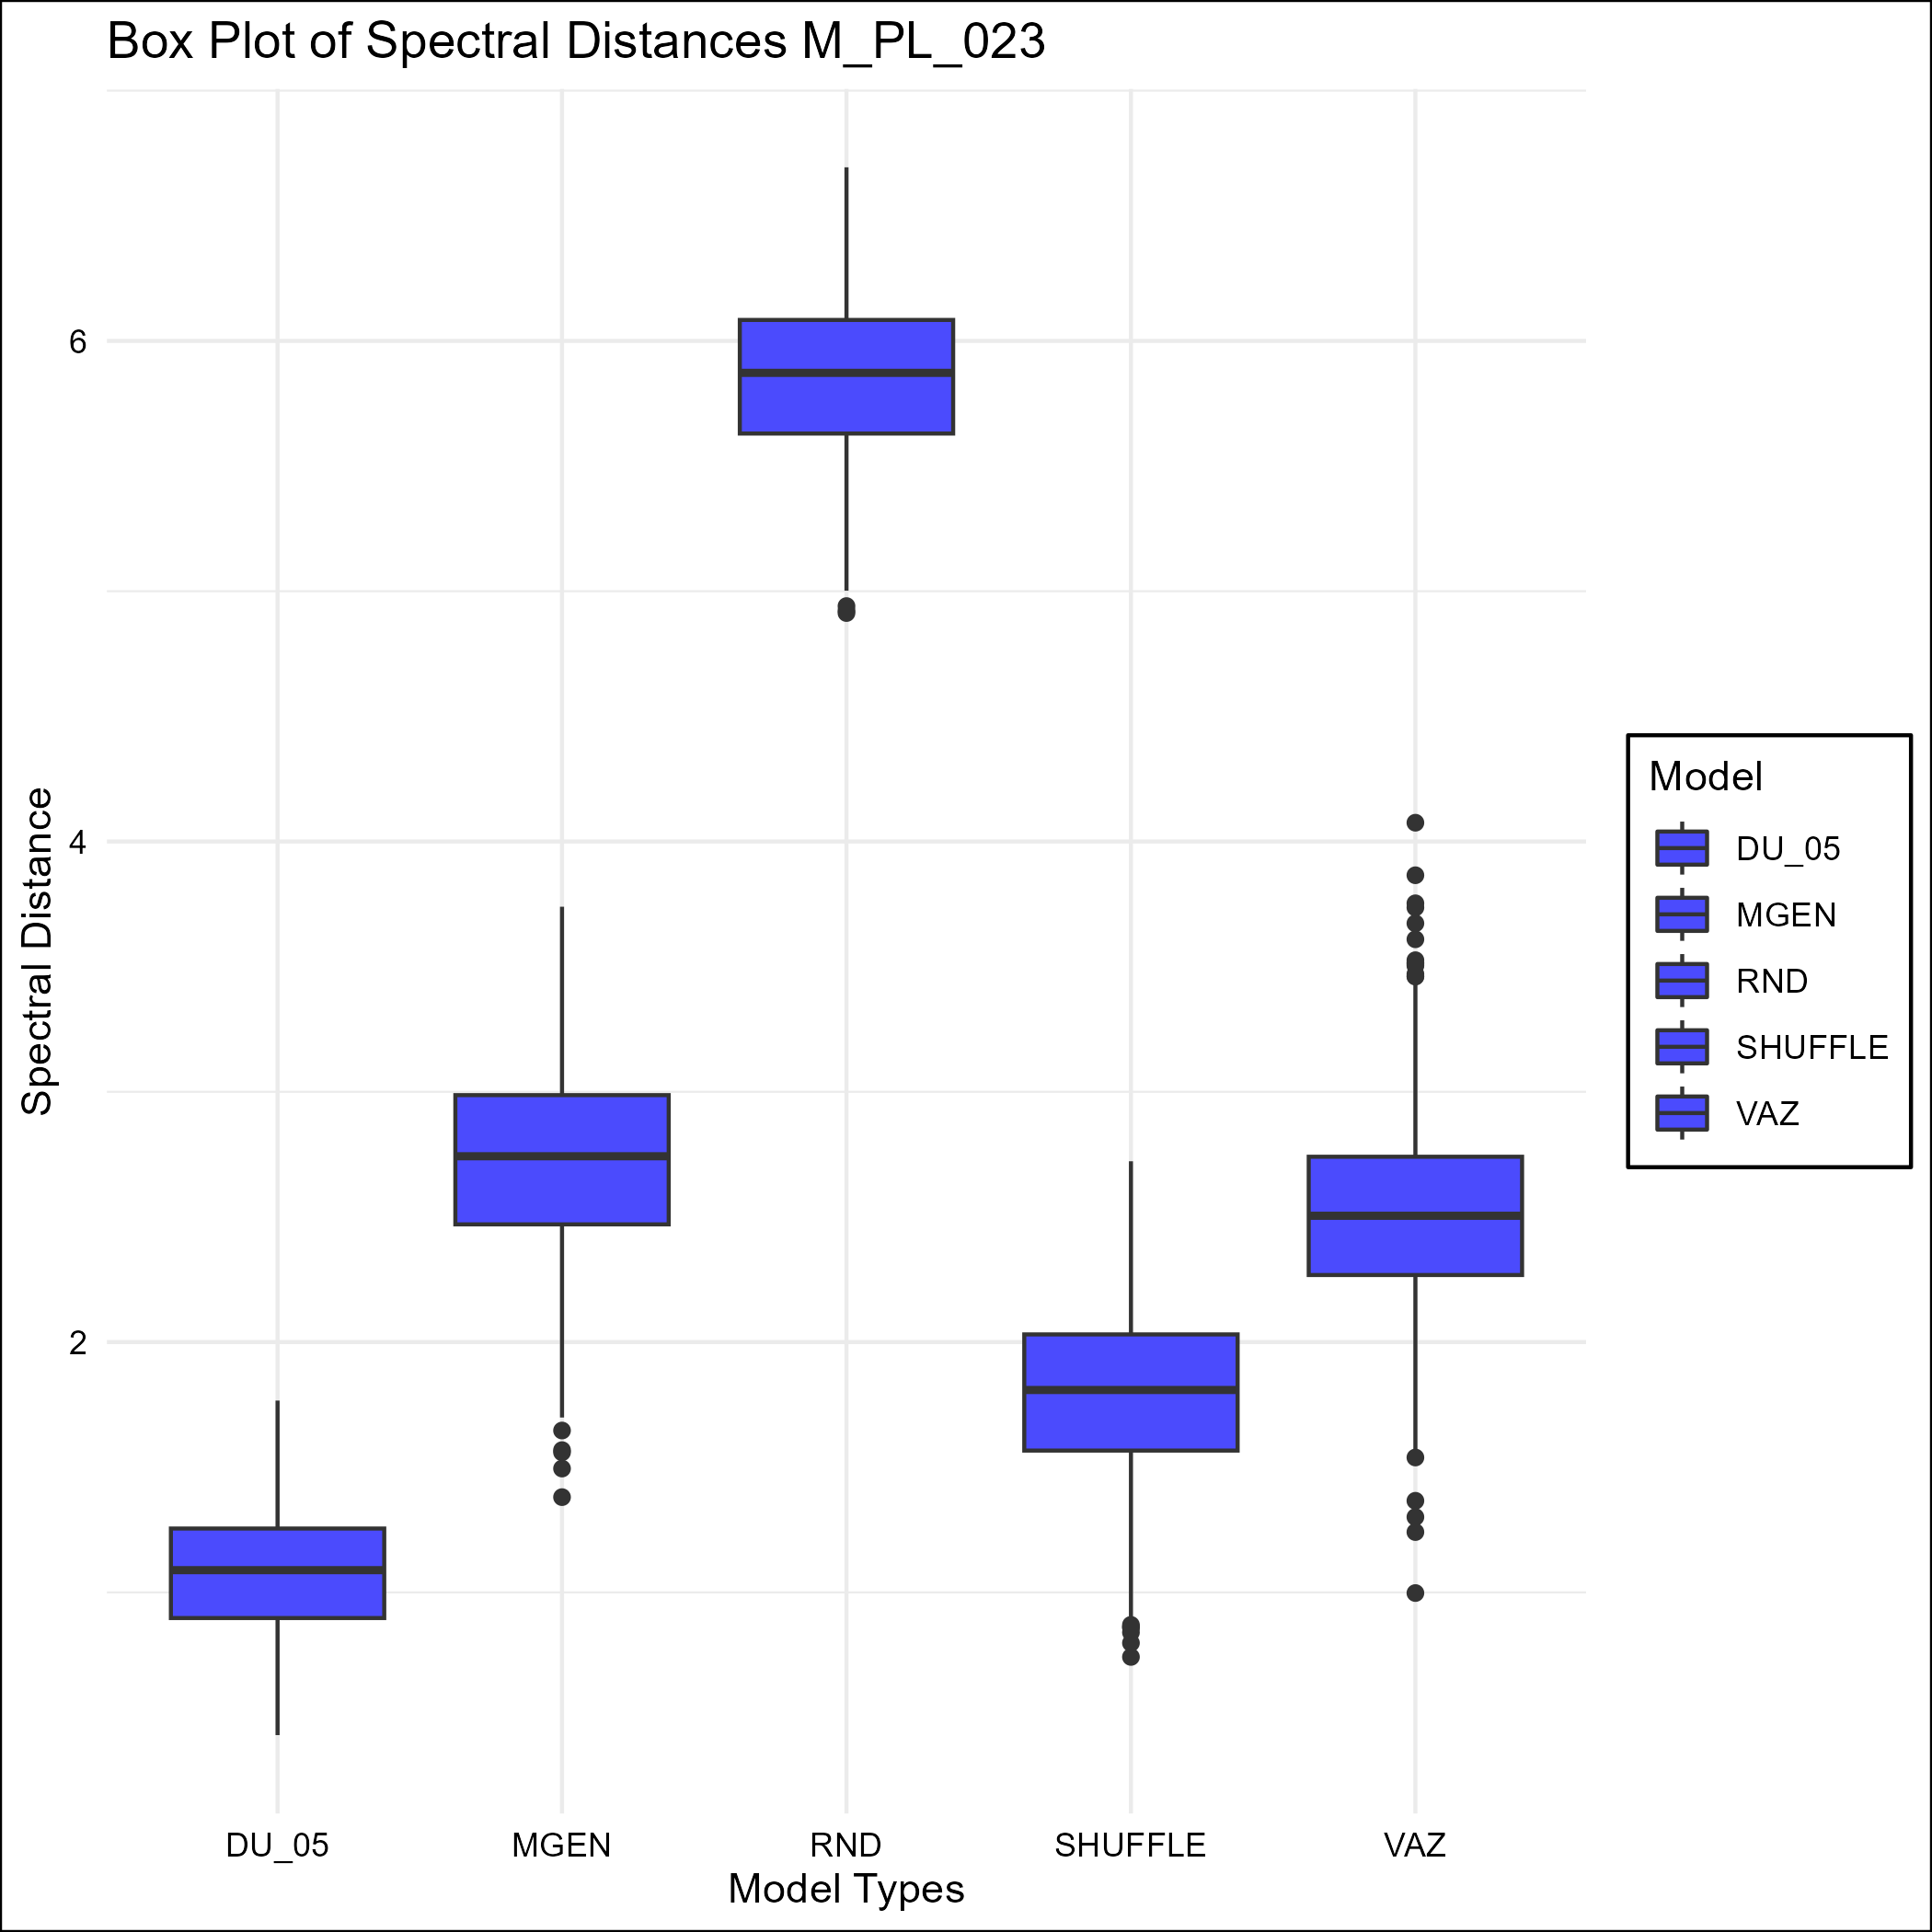 Box Plot of Spectral Distances M_PL_023
Spectral Distance
6
4
2
DU_05
MGEN
RND
SHUFFLE
VAZ
Model Types
Model
DU_05
MGEN
RND
SHUFFLE
VAZ